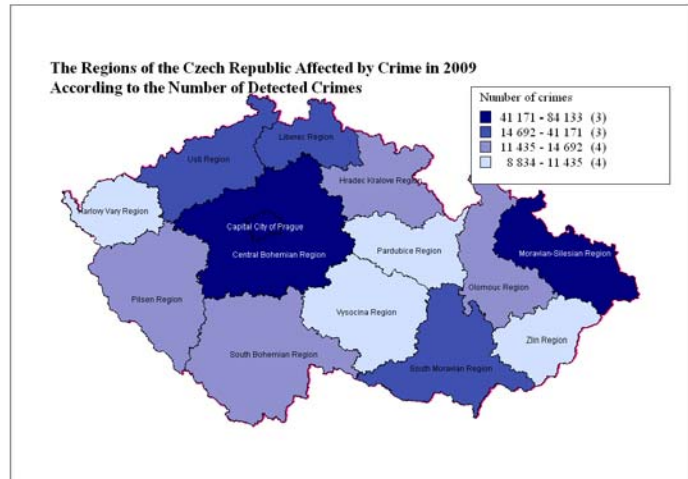 The Regions of the Czech Republic Affected by Crime in 2009
According to the Number of Detected Crimes
Number of crimes
41 171 - 84 133 (3)
14 692 - 41 171 (3)
11 435 - 14 692 (4)
8 834 - 11 435 (4)
Liberec Region
Usti Region
Hradec Kralove Region
Karlovy Vary Region
Capital City of Prague
Central Bohemian Region
Pardubice Region
Moravian-Silesian Region
Olomouc Region
Pilsen Region
Vysocina Region
Zlin Region
South Bohemian Region
South Moravian Region